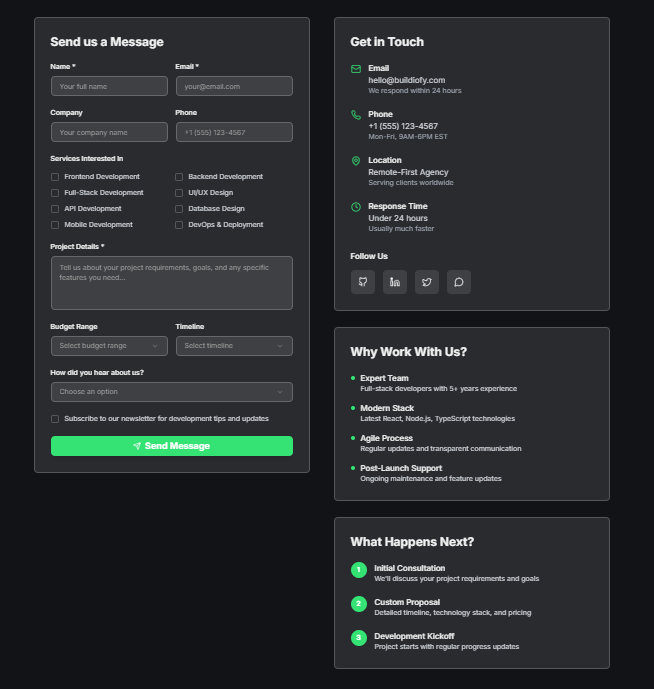 Send us a Message
Name *
Email *
Your full name
your@email.com
Company
Phone
Your company name
+1 (555) 123-4567
Services Interested In
Frontend Development
Backend Development
Full-Stack Development
UI/UX Design
API Development
Database Design
Mobile Development
DevOps & Deployment
Project Details *
Tell us about your project requirements, goals, and any specific
features you need...
Budget Range
Timeline
Select budget range
Select timeline
How did you hear about us?
Choose an option
Subscribe to our newsletter for development tips and updates
Send Message
Get in Touch
Email
hello@buildiofy.com
We respond within 24 hours
Phone
+1 (555) 123-4567
Mon-Fri, 9AM-6PM EST
Location
Remote-First Agency
Serving clients worldwide
Response Time
Under 24 hours
Usually much faster
Follow Us
Why Work With Us?
Expert Team
Full-stack developers with 5+ years experience
Modern Stack
Latest React, Node.js, TypeScript technologies
Agile Process
Regular updates and transparent communication
Post-Launch Support
Ongoing maintenance and feature updates
What Happens Next?
1 Initial Consultation
We'll discuss your project requirements and goals
2 Custom Proposal
Detailed timeline, technology stack, and pricing
3 Development Kickoff
Project starts with regular progress updates